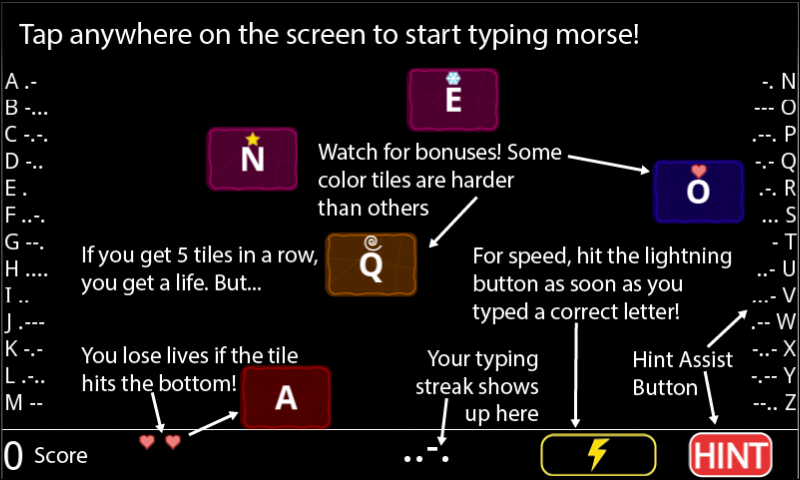 Tap anywhere on the screen to start typing morse!
A .-
B -...
C -.-.
D -..
E .
F ..-.
G --.
H ....
I ..
J .---
K -.-
L .-..
M --
E
N
Watch for bonuses! Some
color tiles are harder
than others
O
If you get 5 tiles in a row,
you get a life. But...
Q
For speed, hit the lightning
button as soon as you
typed a correct letter!
You lose lives if the tile
hits the bottom!
A
Your typing
streak shows
up here
Hint Assist
Button
-. N
--- O
.--. P
-.- Q
.-. R
... S
- T
..- U
...- V
.-- W
-..- X
-.-- Y
--.. Z
0 Score
..-.
HINT